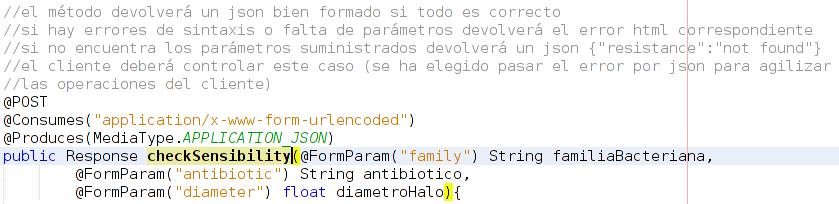 //el método devolverá un json bien formado si todo es correcto
//si hay errores de sintaxis o falta de parámetros devolverá el error html correspondiente
//si no encuentra los parámetros suministrados devolverá un json {"resistance":"not found"}
//el cliente deberá controlar este caso (se ha elegido pasar el error por json para agilizar
//las operaciones del cliente)
@POST
@Consumes("application/x-www-form-urlencoded")
@Produces(MediaType.APPLICATION_JSON)
public Response checkSensibility(@FormParam("family") String familiaBacteriana,
@FormParam("antibiotic") String antibiotico,
@FormParam("diameter") float diametroHalo){